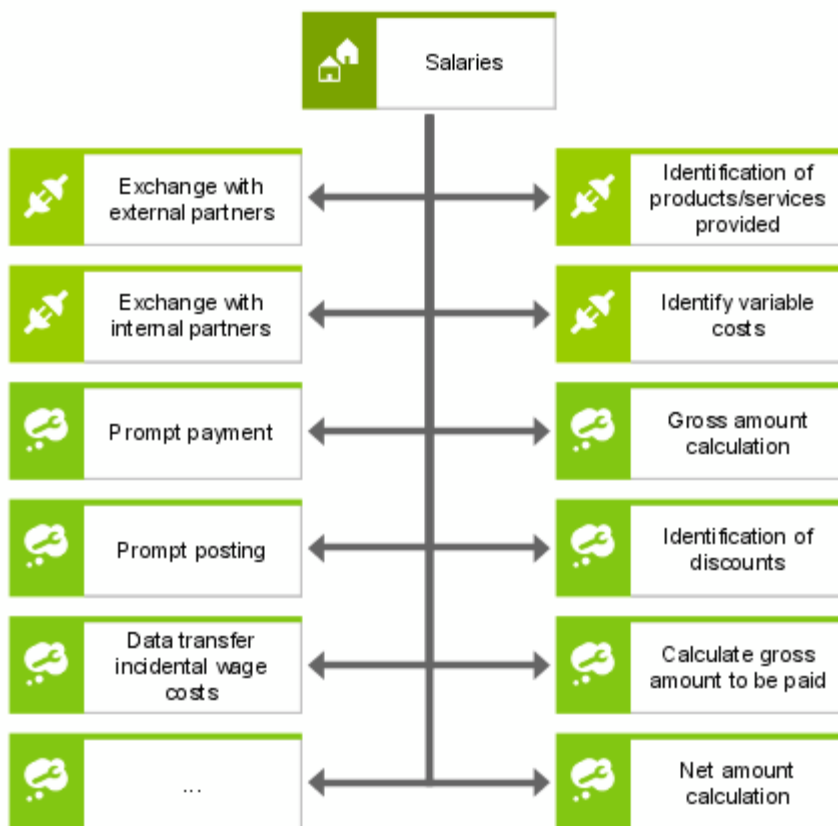 Salaries
Exchange with
external partners
Identification of
products/services
provided
Exchange with
internal partners
Identify variable
costs
Prompt payment
Gross amount
calculation
Prompt posting
Identification of
discounts
Data transfer
incidental wage
costs
Calculate gross
amount to be paid
...
Net amount
calculation